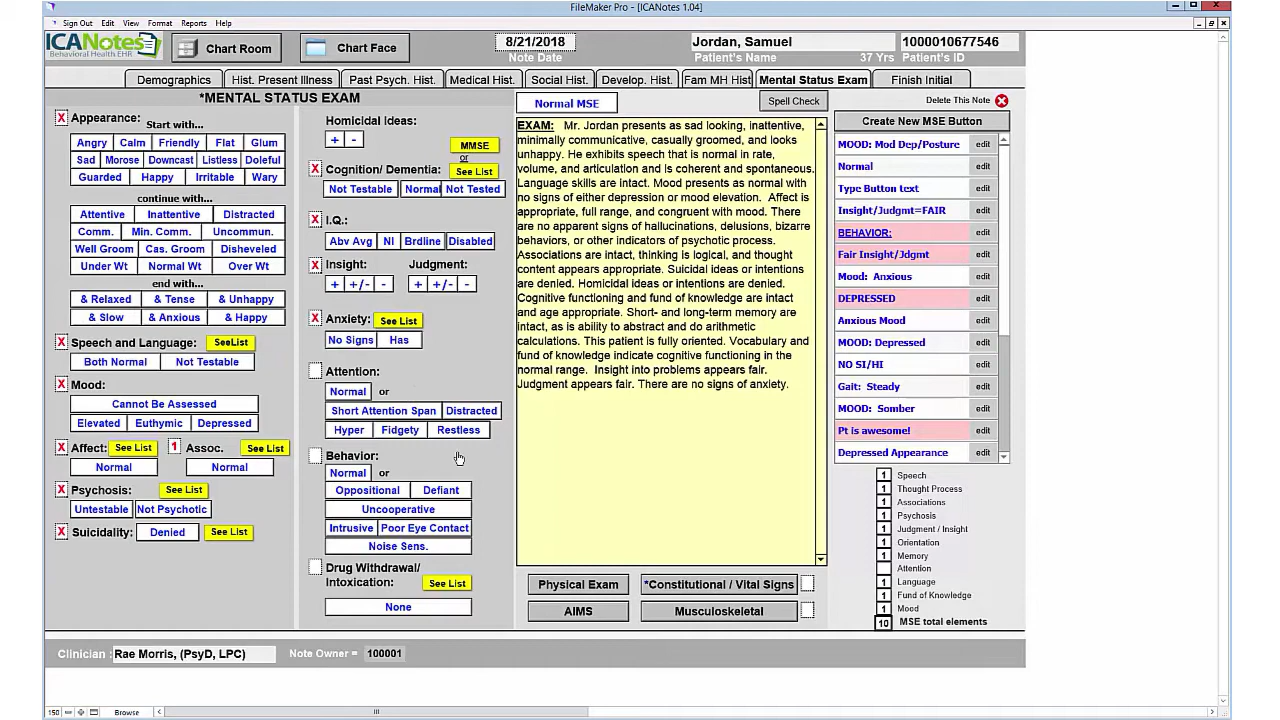 FileMaker Pro - [ICANotes 1.04]
Sign Out Edit View Format Reports Help
ICANotes
Behavioral Health EHR
Chart Room
Chart Face
8/21/2018
Note Date
Jordan, Samuel
Patient's Name 37 Yrs
1000010677546
Patient's ID
Demographics Hist. Present Illness Past Psych. Hist. Medical Hist. Social Hist. Develop. Hist. Fam MH Hist Mental Status Exam Finish Initial
*MENTAL STATUS EXAM
X Appearance:
Start with...
Angry Calm Friendly Flat Glum
Sad Morose Downcast Listless Doleful
Guarded Happy Irritable Wary
continue with...
Attentive Inattentive Distracted
Comm. Min. Comm. Uncommun.
Well Groom Cas. Groom Disheveled
Under Wt Normal Wt Over Wt
end with...
& Relaxed & Tense & Unhappy
& Slow & Anxious & Happy
X Speech and Language: SeeList
Both Normal Not Testable
X Mood:
Cannot Be Assessed
Elevated Euthymic Depressed
X Affect: See List 1 Assoc. See List
Normal Normal
X Psychosis: See List
Untestable Not Psychotic
X Suicidality: Denied See List
Homicidal Ideas:
+ -
MMSE
or
X Cognition/ Dementia: See List
Not Testable Normal Not Tested
X I.Q.:
Abv Avg Nl Brdline Disabled
X Insight: Judgment:
+ +/- - + +/- -
X Anxiety: See List
No Signs Has
Attention:
Normal or
Short Attention Span Distracted
Hyper Fidgety Restless
Behavior:
Normal or
Oppositional Defiant
Uncooperative
Intrusive Poor Eye Contact
Noise Sens.
Drug Withdrawal/
Intoxication: See List
None
Normal MSE
Spell Check
EXAM: Mr. Jordan presents as sad looking, inattentive,
minimally communicative, casually groomed, and looks
unhappy. He exhibits speech that is normal in rate,
volume, and articulation and is coherent and spontaneous.
Language skills are intact. Mood presents as normal with
no signs of either depression or mood elevation. Affect is
appropriate, full range, and congruent with mood. There
are no apparent signs of hallucinations, delusions, bizarre
behaviors, or other indicators of psychotic process.
Associations are intact, thinking is logical, and thought
content appears appropriate. Suicidal ideas or intentions
are denied. Homicidal ideas or intentions are denied.
Cognitive functioning and fund of knowledge are intact
and age appropriate. Short- and long-term memory are
intact, as is ability to abstract and do arithmetic
calculations. This patient is fully oriented. Vocabulary and
fund of knowledge indicate cognitive functioning in the
normal range. Insight into problems appears fair.
Judgment appears fair. There are no signs of anxiety.
Physical Exam *Constitutional / Vital Signs
AIMS Musculoskeletal
Delete This Note
Create New MSE Button
MOOD: Mod Dep/Posture edit
Normal edit
Type Button text edit
Insight/Judgmt=FAIR edit
BEHAVIOR: edit
Fair Insight/Jdgmt edit
Mood: Anxious edit
DEPRESSED edit
Anxious Mood edit
MOOD: Depressed edit
NO SI/HI edit
Gait: Steady edit
MOOD: Somber edit
Pt is awesome! edit
Depressed Appearance edit
1 Speech
1 Thought Process
1 Associations
1 Psychosis
1 Judgment / Insight
1 Orientation
1 Memory
Attention
1 Language
1 Fund of Knowledge
1 Mood
10 MSE total elements
Clinician : Rae Morris, (PsyD, LPC) Note Owner = 100001
150 Browse